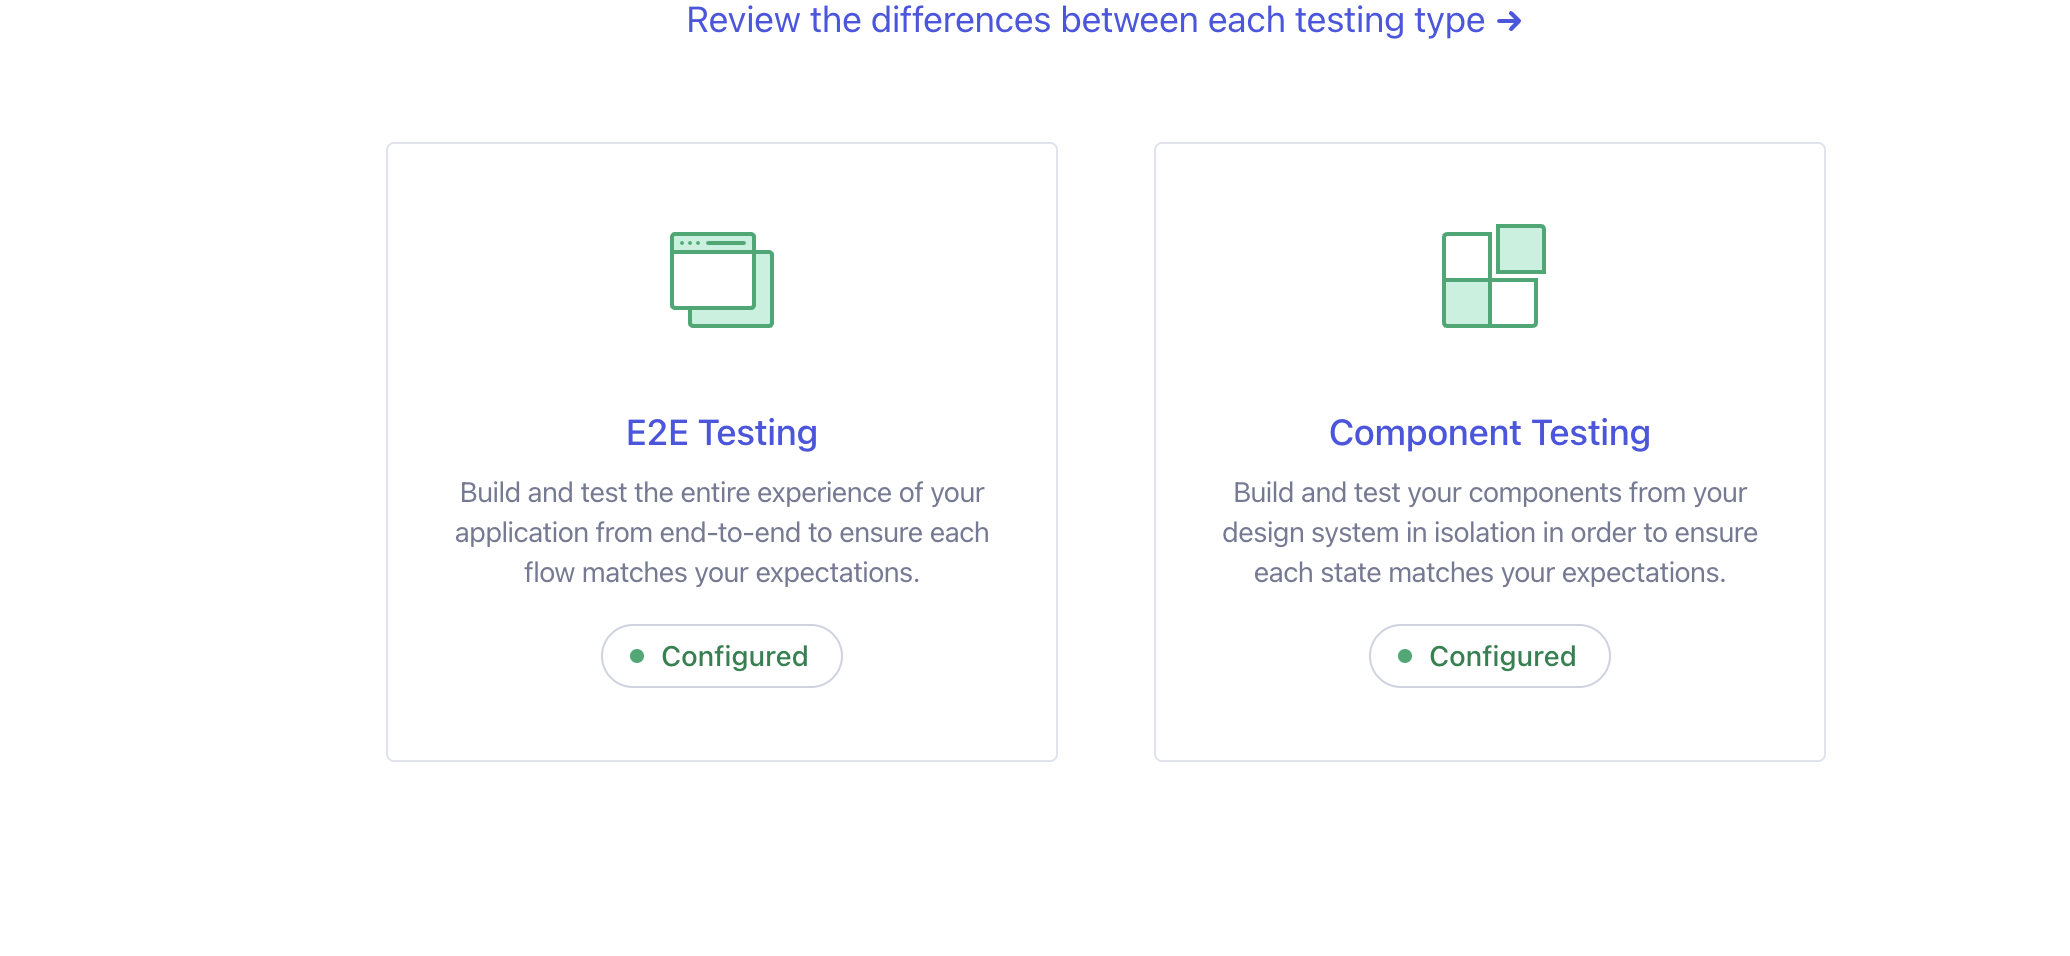 Review the differences between each testing type →
E2E Testing
Build and test the entire experience of your
application from end-to-end to ensure each
flow matches your expectations.
Configured
Component Testing
Build and test your components from your
design system in isolation in order to ensure
each state matches your expectations.
Configured